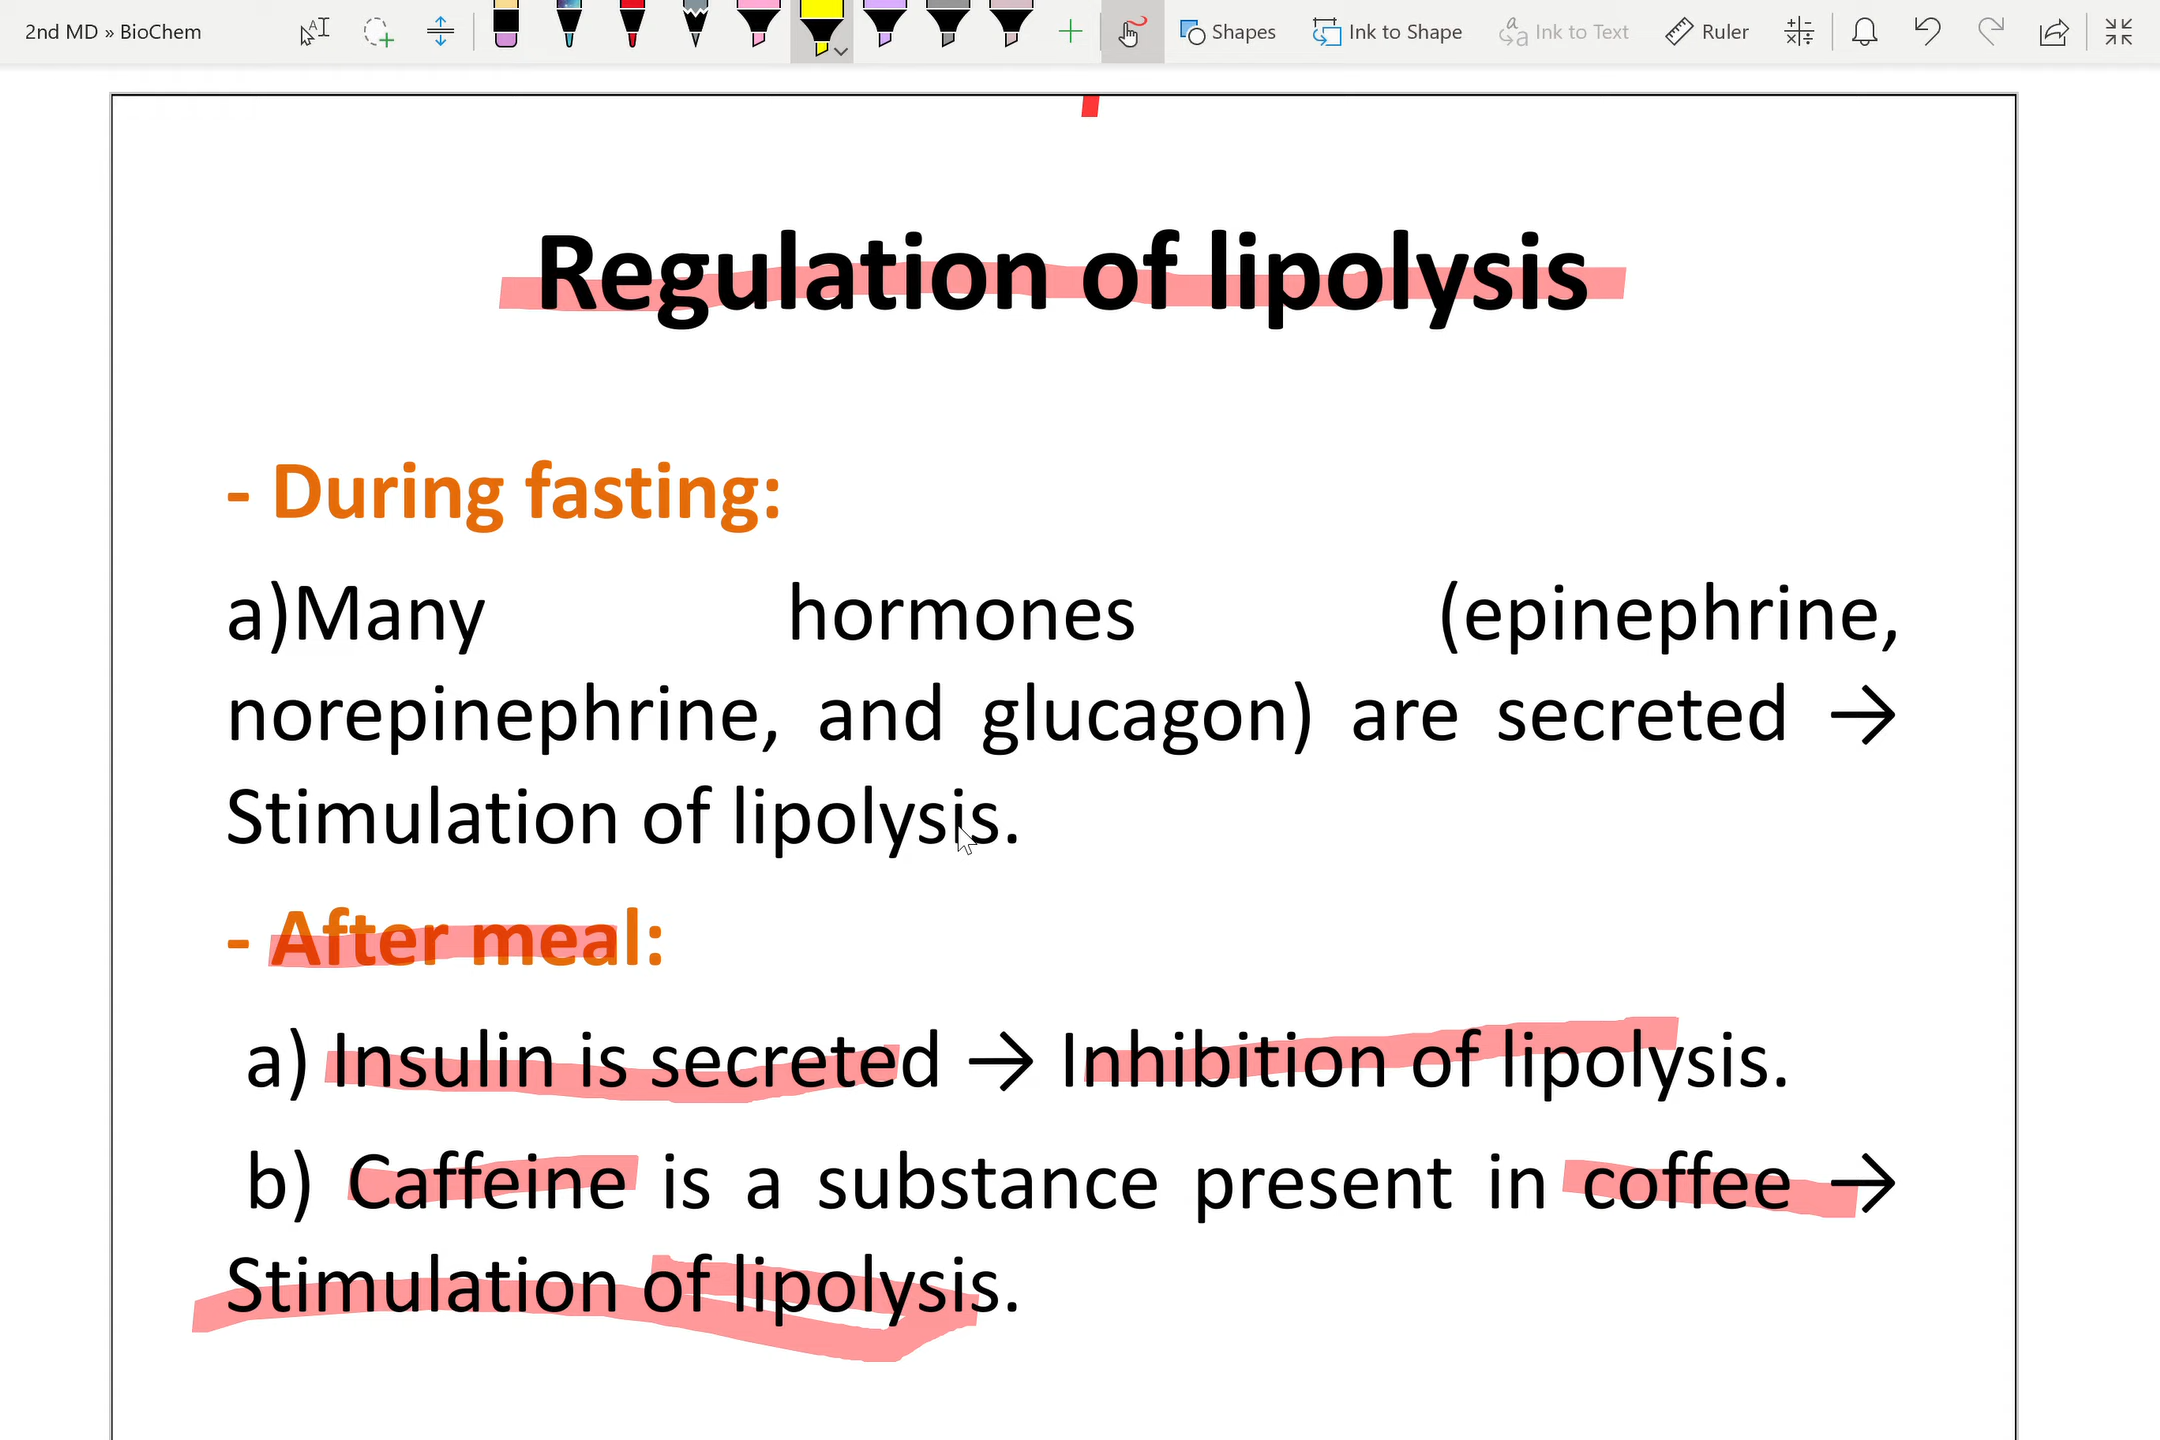 2nd MD » BioChem
Shapes Ink to Shape Ink to Text Ruler
Regulation of lipolysis
- During fasting:
a)Many hormones (epinephrine,
norepinephrine, and glucagon) are secreted →
Stimulation of lipolysis.
- After meal:
a) Insulin is secreted → Inhibition of lipolysis.
b) Caffeine is a substance present in coffee →
Stimulation of lipolysis.